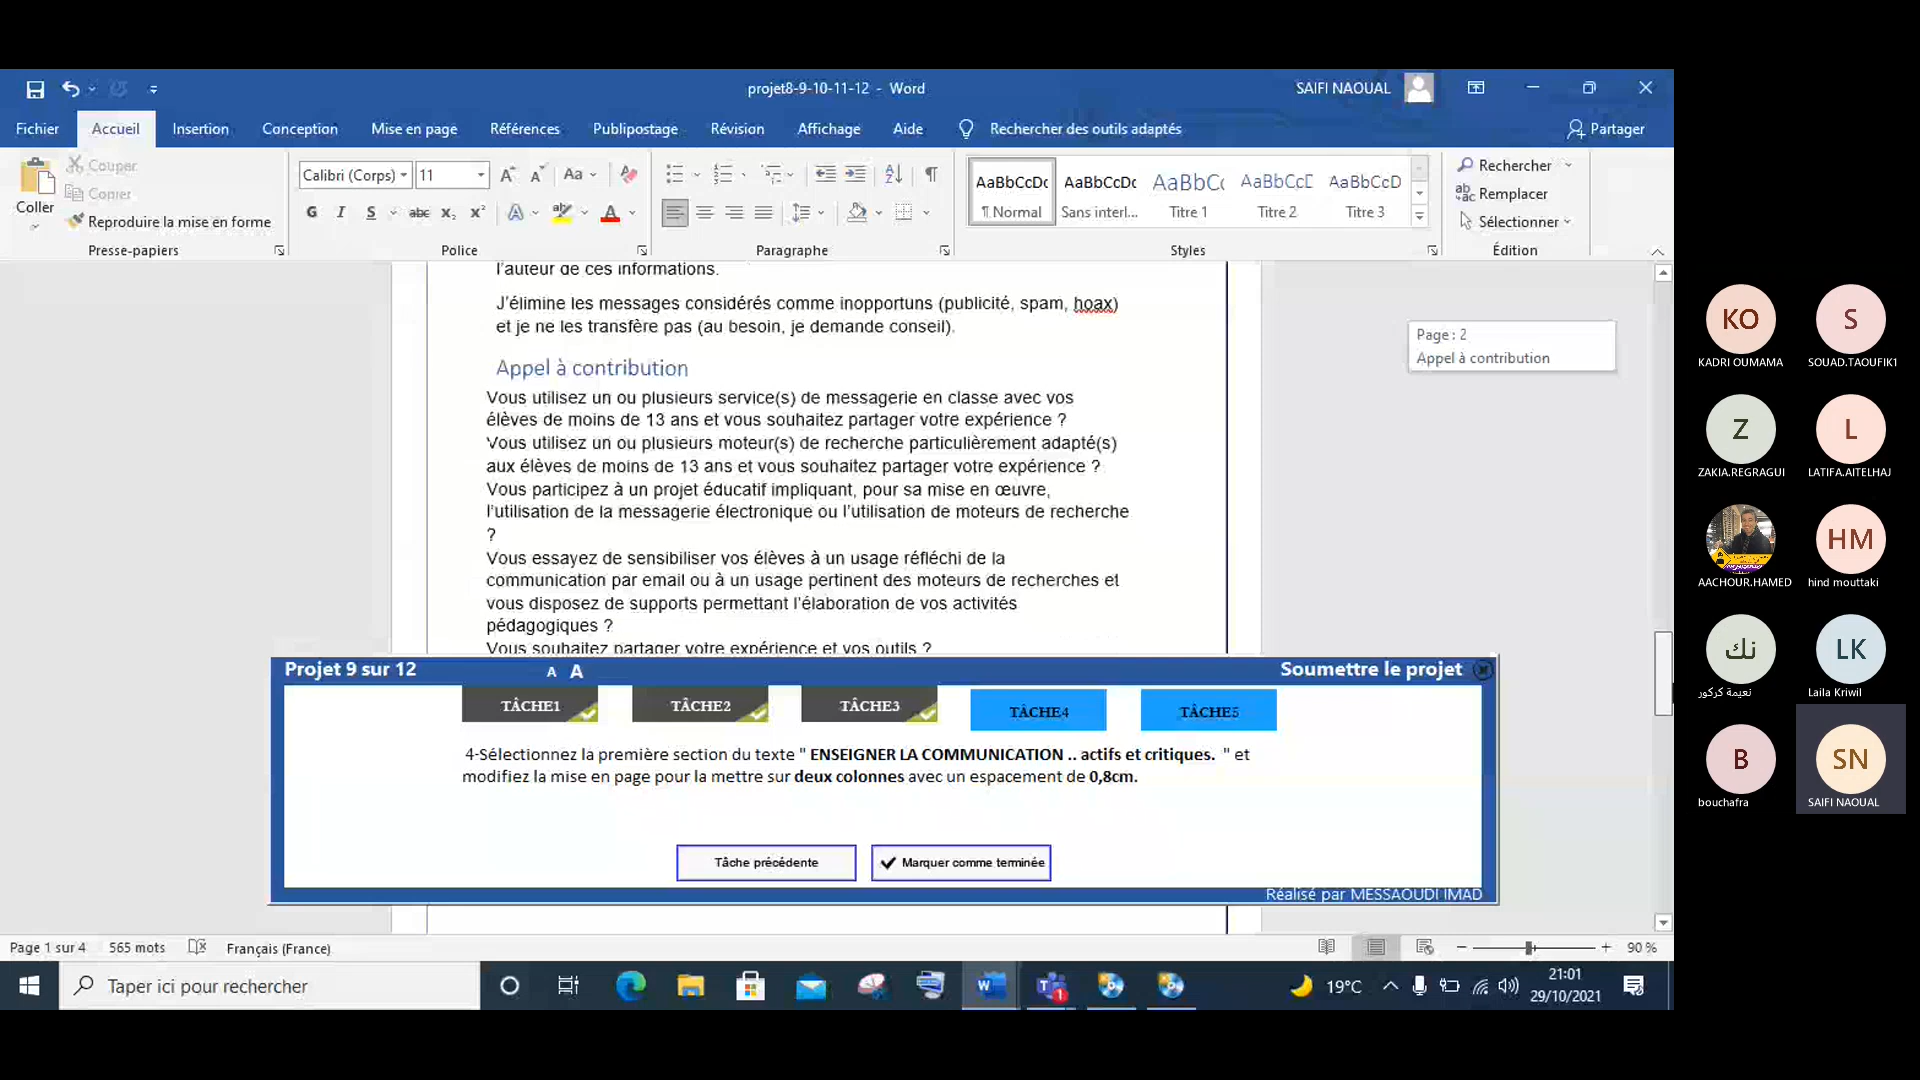 projet8-9-10-11-12 - Word
SAIFI NAOUAL
Fichier
Accueil
Insertion
Conception
Mise en page
Références
Publipostage
Révision
Affichage
Aide
Rechercher des outils adaptés
Partager
Coller
Couper
Copier
Reproduire la mise en forme
Presse-papiers
Calibri (Corps)
11
Aa
G I S abc x₂ x² A A
Police
Paragraphe
AaBbCcDc
¶ Normal
AaBbCcDc
Sans interl...
AaBbC(
Titre 1
AaBbCcE
Titre 2
AaBbCcD
Titre 3
Styles
Rechercher
Remplacer
Sélectionner
Édition
l'auteur de ces informations.
J'élimine les messages considérés comme inopportuns (publicité, spam, hoax)
et je ne les transfère pas (au besoin, je demande conseil).
Appel à contribution
Vous utilisez un ou plusieurs service(s) de messagerie en classe avec vos
élèves de moins de 13 ans et vous souhaitez partager votre expérience ?
Vous utilisez un ou plusieurs moteur(s) de recherche particulièrement adapté(s)
aux élèves de moins de 13 ans et vous souhaitez partager votre expérience ?
Vous participez à un projet éducatif impliquant, pour sa mise en œuvre,
l'utilisation de la messagerie électronique ou l'utilisation de moteurs de recherche
?
Vous essayez de sensibiliser vos élèves à un usage réfléchi de la
communication par email ou à un usage pertinent des moteurs de recherches et
vous disposez de supports permettant l'élaboration de vos activités
pédagogiques ?
Vous souhaitez partager votre expérience et vos outils ?
Page : 2
Appel à contribution
Projet 9 sur 12
A A
Soumettre le projet
TÂCHE1
TÂCHE2
TÂCHE3
TÂCHE4
TÂCHE5
4-Sélectionnez la première section du texte " ENSEIGNER LA COMMUNICATION .. actifs et critiques. " et
modifiez la mise en page pour la mettre sur deux colonnes avec un espacement de 0,8cm.
Tâche précédente
Marquer comme terminée
Réalisé par MESSAOUDI IMAD
Page 1 sur 4
565 mots
Français (France)
90 %
Taper ici pour rechercher
1
19°C
21:01
29/10/2021
KO
KADRI OUMAMA
S
SOUAD.TAOUFIK1
Z
ZAKIA.REGRAGUI
L
LATIFA.AITELHAJ
AACHOUR.HAMED
HM
hind mouttaki
نك
نعيمة كركور
LK
Laila Kriwil
B
bouchafra
SN
SAIFI NAOUAL